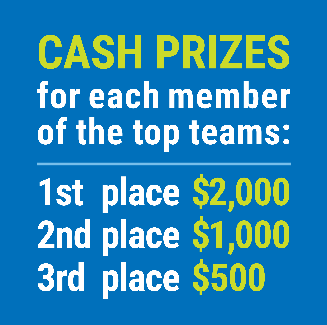 CASH PRIZES
for each member
of the top teams:
1st place $2,000
2nd place $1,000
3rd place $500